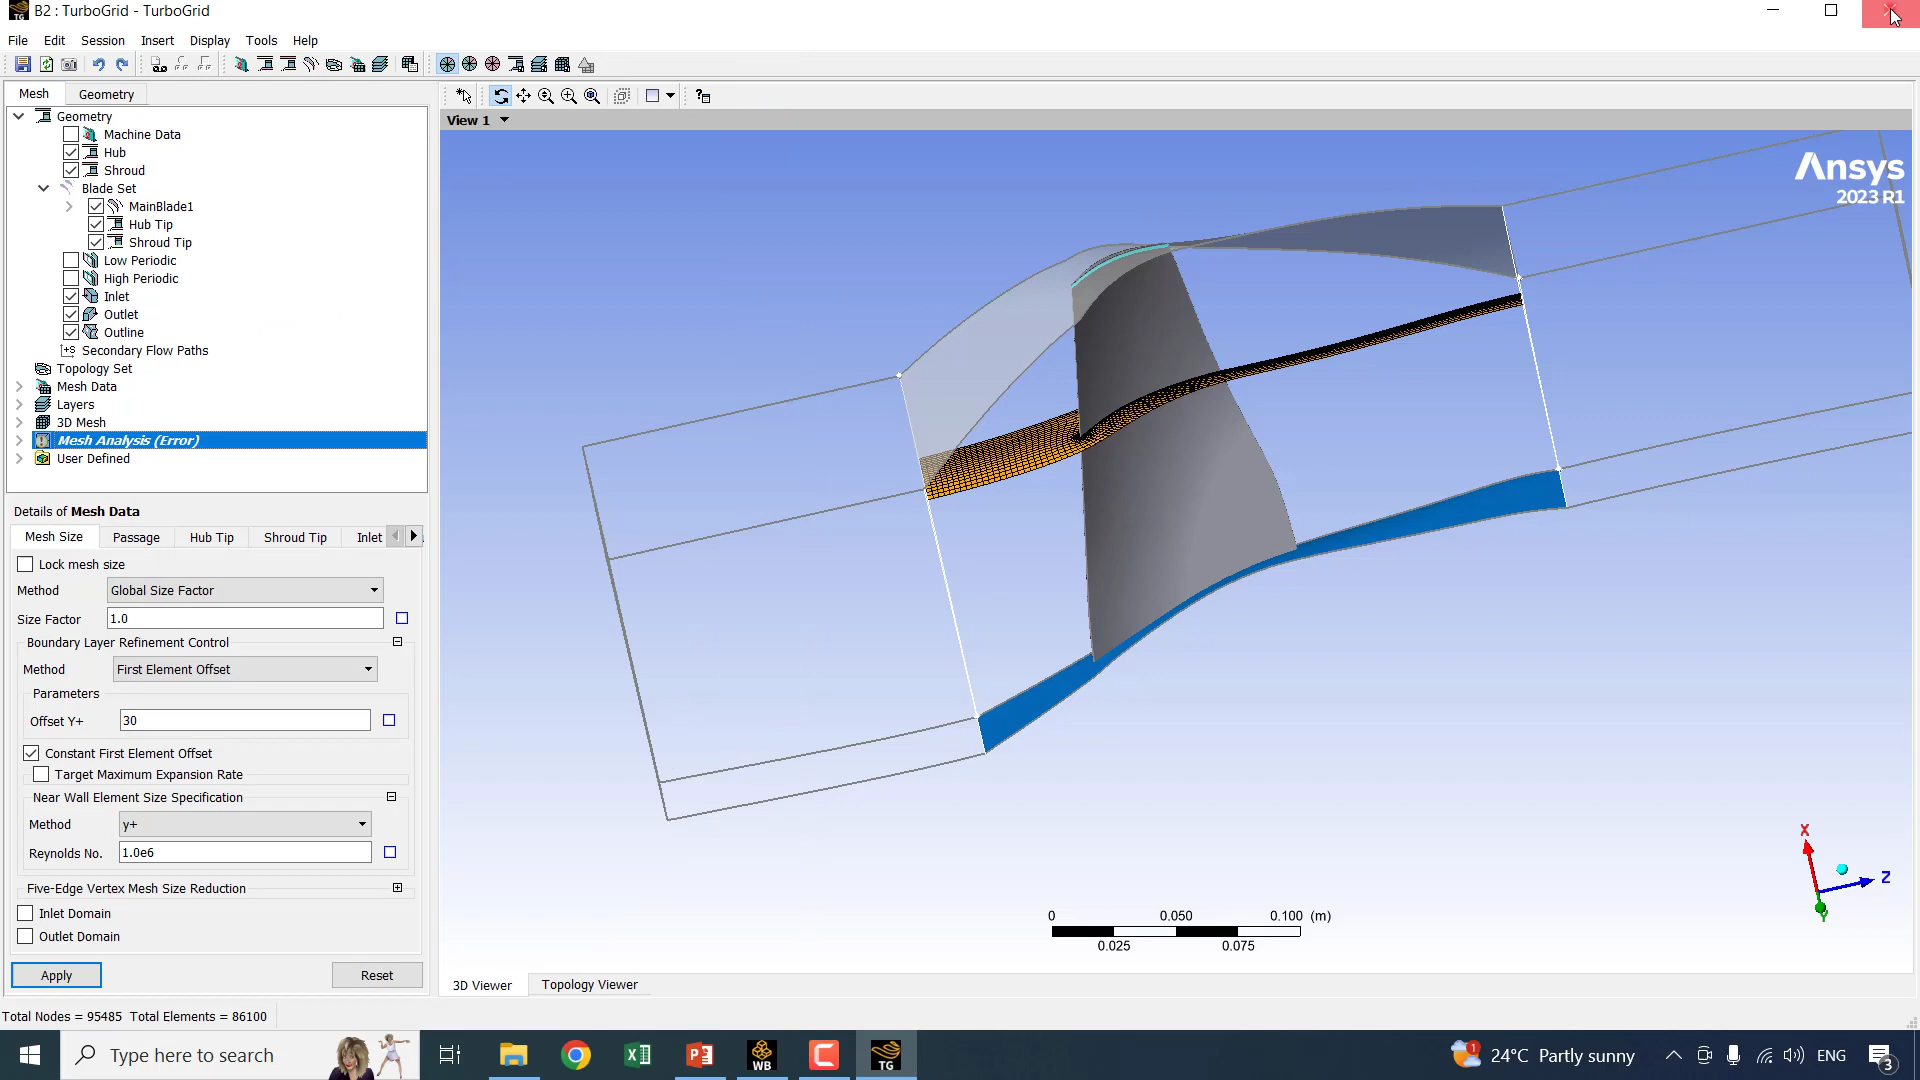 B2 : TurboGrid - TurboGrid
File Edit Session Insert Display Tools Help
Mesh Geometry
View 1
Geometry
Machine Data
Hub
Shroud
Blade Set
MainBlade1
Hub Tip
Shroud Tip
Low Periodic
High Periodic
Inlet
Outlet
Outline
Secondary Flow Paths
Topology Set
Mesh Data
Layers
3D Mesh
Mesh Analysis (Error)
User Defined
Details of Mesh Data
Mesh Size Passage Hub Tip Shroud Tip Inlet
Lock mesh size
Method Global Size Factor
Size Factor 1.0
Boundary Layer Refinement Control
Method First Element Offset
Parameters
Offset Y+ 30
Constant First Element Offset
Target Maximum Expansion Rate
Near Wall Element Size Specification
Method y+
Reynolds No. 1.0e6
Five-Edge Vertex Mesh Size Reduction
Inlet Domain
Outlet Domain
Apply Reset
Ansys
2023 R1
X
Z
Y
0 0.050 0.100 (m)
0.025 0.075
3D Viewer Topology Viewer
Total Nodes = 95485 Total Elements = 86100
Type here to search
WB
TG
1
24°C Partly sunny
ENG
3